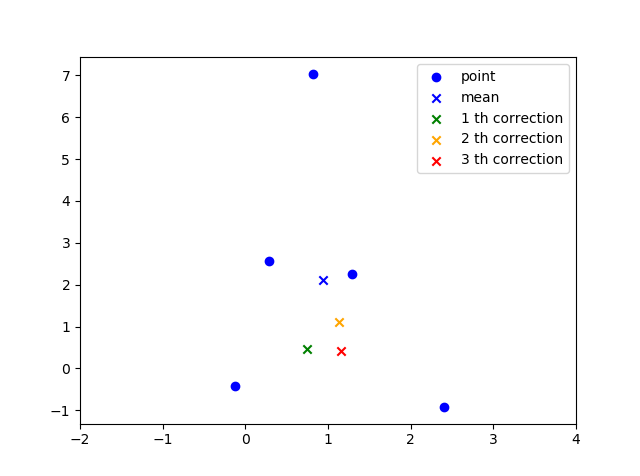 point
mean
1 th correction
2 th correction
3 th correction
7
6
5
4
3
2
1
0
−1
−2 −1 0 1 2 3 4